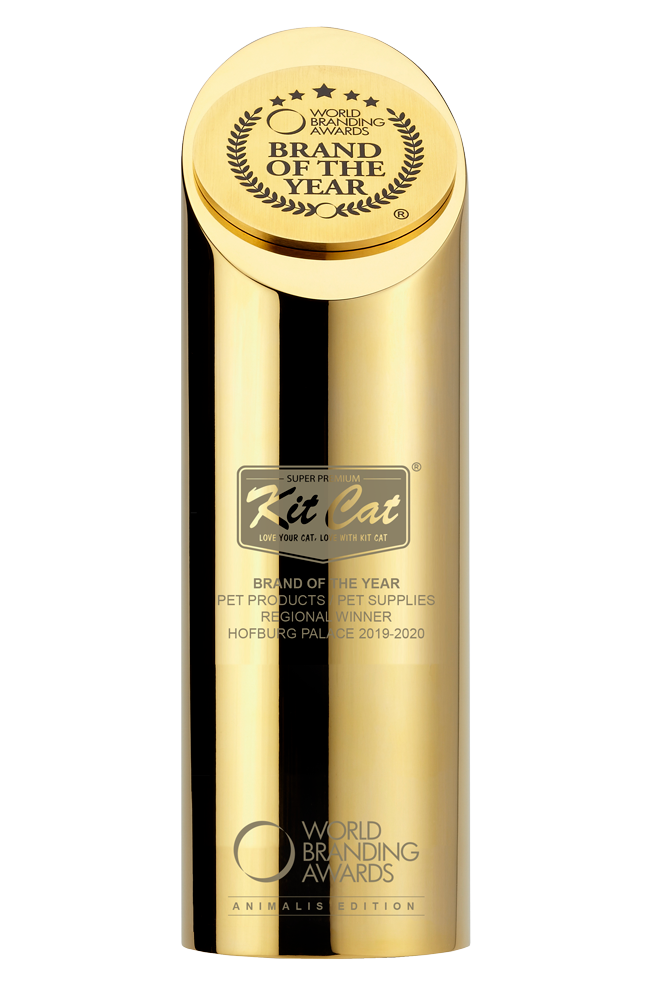 WORLD
BRANDING
AWARDS
BRAND
OF THE
YEAR
®
®
SUPER PREMIUM
Kit Cat
LOVE YOUR CAT, LOVE WITH KIT CAT
BRAND OF THE YEAR
PET PRODUCTS | PET SUPPLIES
REGIONAL WINNER
HOFBURG PALACE 2019-2020
WORLD
BRANDING
AWARDS
ANIMALIS EDITION